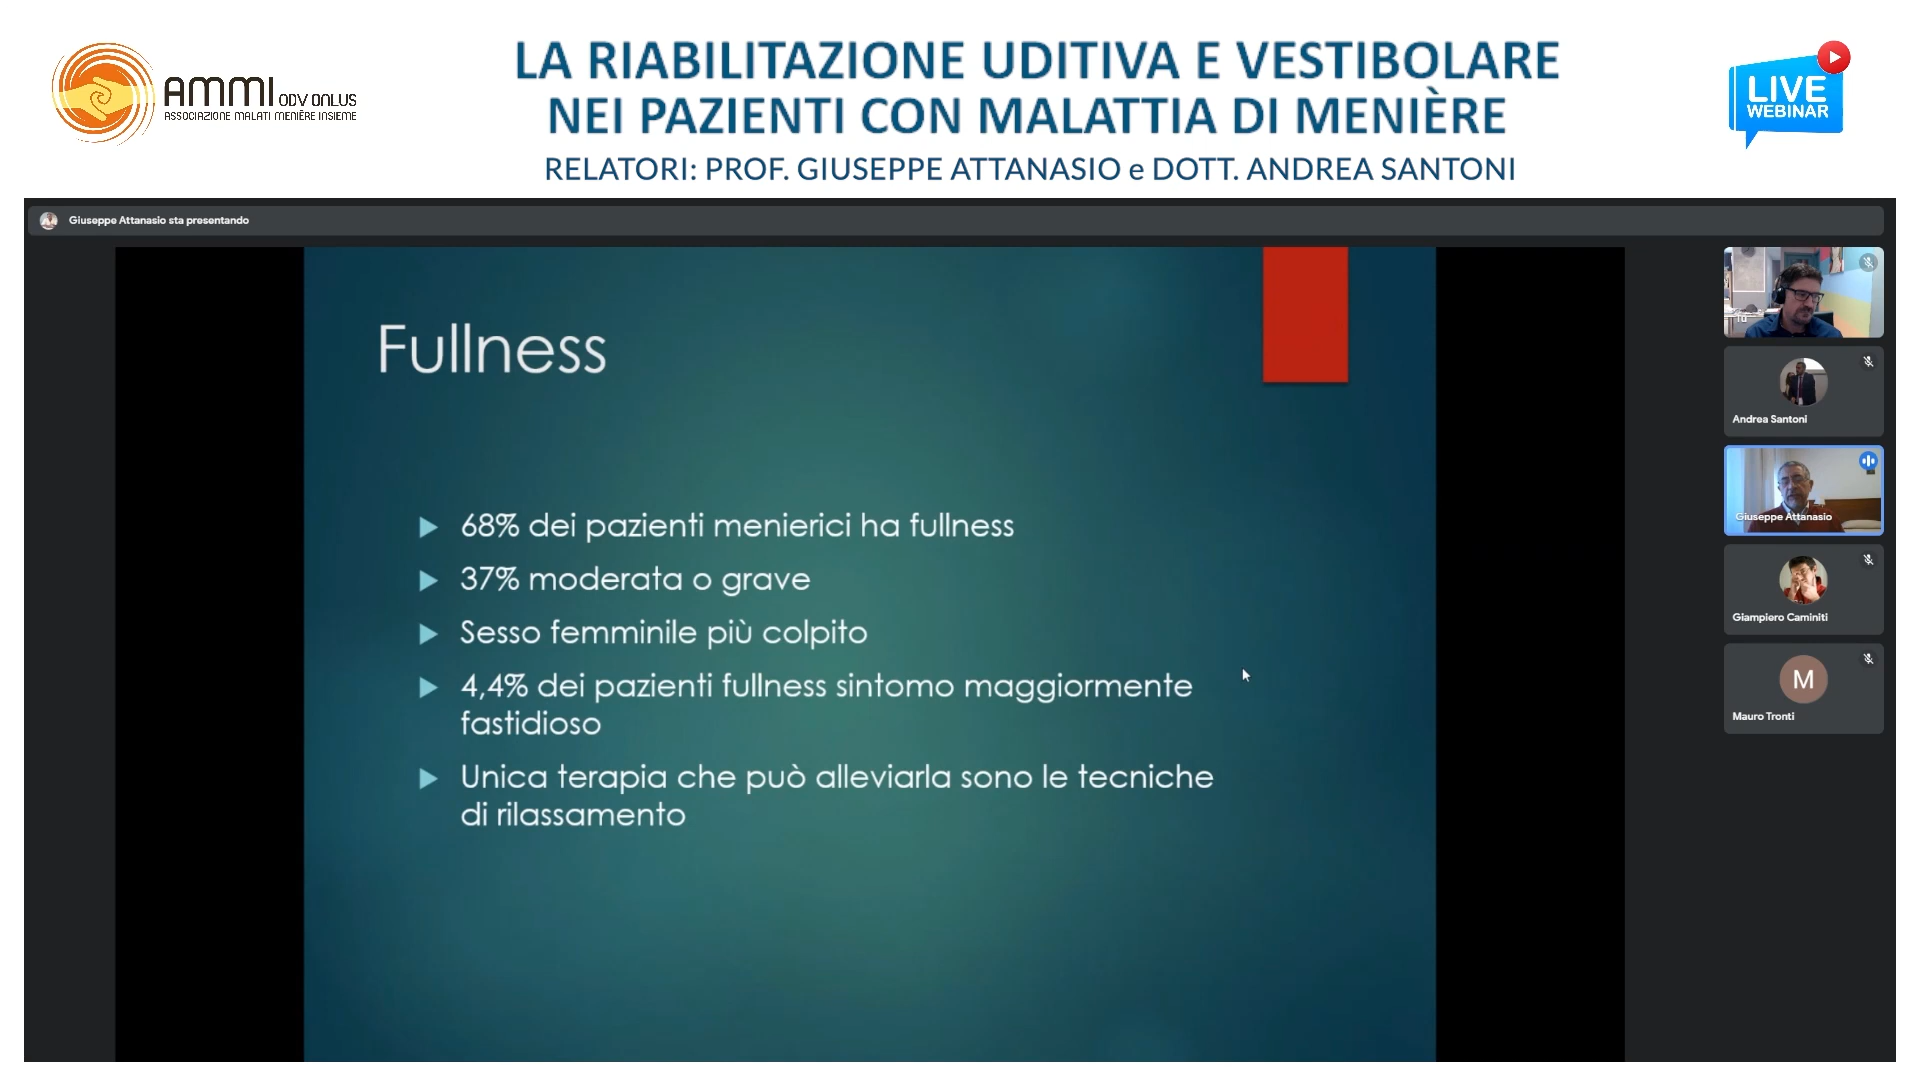 AMMI ODV ONLUS
ASSOCIAZIONE MALATI MENIÈRE INSIEME
LA RIABILITAZIONE UDITIVA E VESTIBOLARE
NEI PAZIENTI CON MALATTIA DI MENIÈRE
RELATORI: PROF. GIUSEPPE ATTANASIO e DOTT. ANDREA SANTONI
LIVE
WEBINAR
Giuseppe Attanasio sta presentando
Fullness
68% dei pazienti menierici ha fullness
37% moderata o grave
Sesso femminile più colpito
4,4% dei pazienti fullness sintomo maggiormente
fastidioso
Unica terapia che può alleviarla sono le tecniche
di rilassamento
Tu
Andrea Santoni
Giuseppe Attanasio
Giampiero Caminiti
M
Mauro Tronti